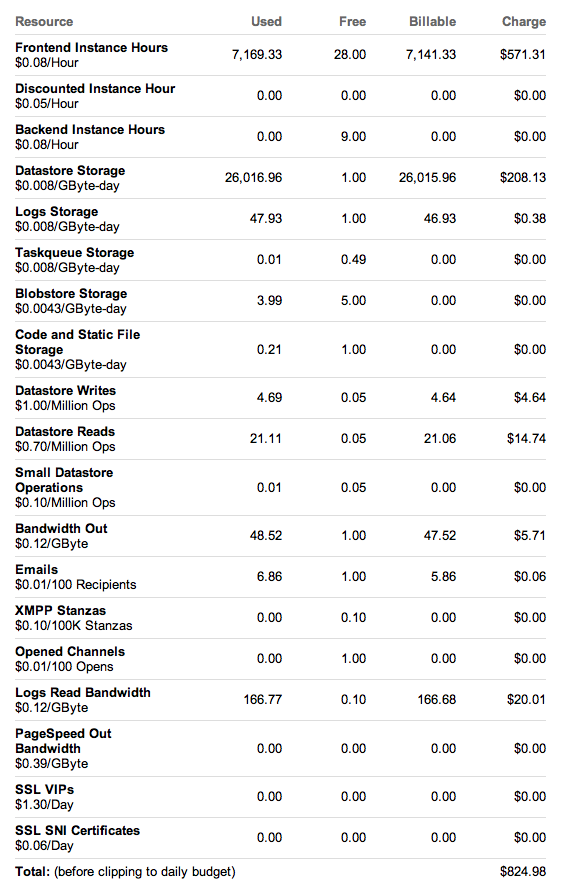 Resource Used Free Billable Charge
Frontend Instance Hours
$0.08/Hour
7,169.33 28.00 7,141.33 $571.31
Discounted Instance Hour
$0.05/Hour
0.00 0.00 0.00 $0.00
Backend Instance Hours
$0.08/Hour
0.00 9.00 0.00 $0.00
Datastore Storage
$0.008/GByte-day
26,016.96 1.00 26,015.96 $208.13
Logs Storage
$0.008/GByte-day
47.93 1.00 46.93 $0.38
Taskqueue Storage
$0.008/GByte-day
0.01 0.49 0.00 $0.00
Blobstore Storage
$0.0043/GByte-day
3.99 5.00 0.00 $0.00
Code and Static File
Storage
$0.0043/GByte-day
0.21 1.00 0.00 $0.00
Datastore Writes
$1.00/Million Ops
4.69 0.05 4.64 $4.64
Datastore Reads
$0.70/Million Ops
21.11 0.05 21.06 $14.74
Small Datastore
Operations
$0.10/Million Ops
0.01 0.05 0.00 $0.00
Bandwidth Out
$0.12/GByte
48.52 1.00 47.52 $5.71
Emails
$0.01/100 Recipients
6.86 1.00 5.86 $0.06
XMPP Stanzas
$0.10/100K Stanzas
0.00 0.10 0.00 $0.00
Opened Channels
$0.01/100 Opens
0.00 1.00 0.00 $0.00
Logs Read Bandwidth
$0.12/GByte
166.77 0.10 166.68 $20.01
PageSpeed Out
Bandwidth
$0.39/GByte
0.00 0.00 0.00 $0.00
SSL VIPs
$1.30/Day
0.00 0.00 0.00 $0.00
SSL SNI Certificates
$0.06/Day
0.00 0.00 0.00 $0.00
Total: (before clipping to daily budget) $824.98